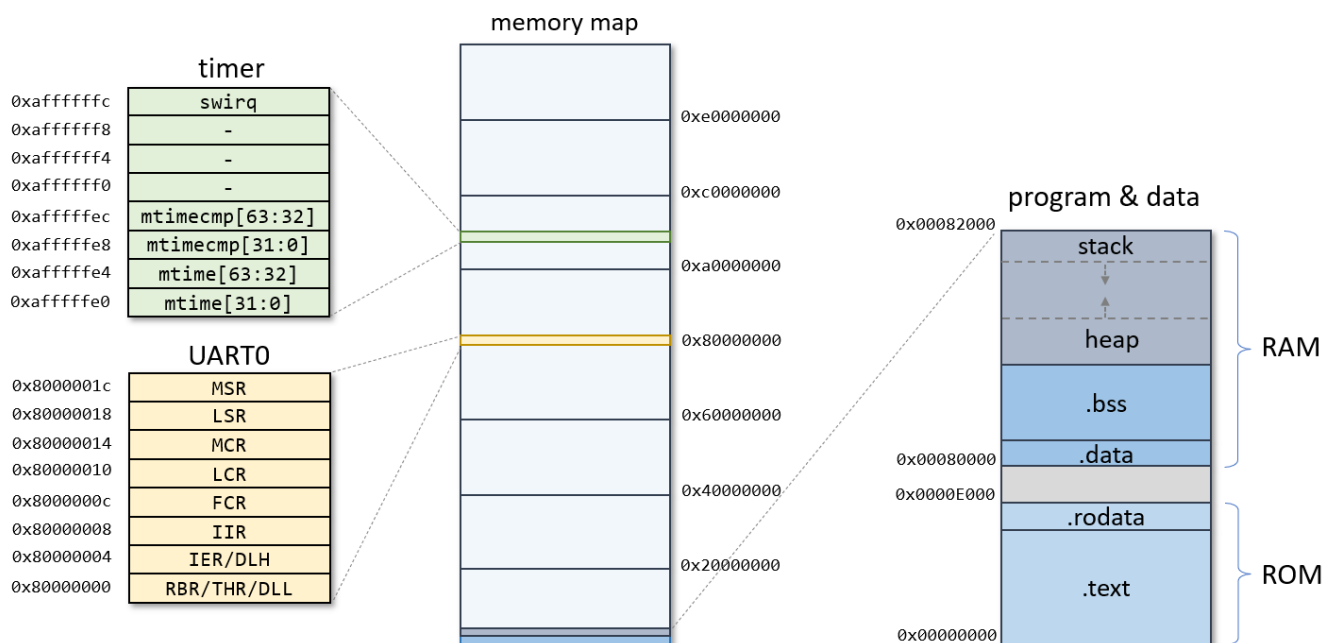 memory map
timer
0xaffffffc swirq
0xaffffff8 -
0xaffffff4 -
0xaffffff0 -
0xafffffec mtimecmp[63:32]
0xafffffe8 mtimecmp[31:0]
0xafffffe4 mtime[63:32]
0xafffffe0 mtime[31:0]
UART0
0x8000001c MSR
0x80000018 LSR
0x80000014 MCR
0x80000010 LCR
0x8000000c FCR
0x80000008 IIR
0x80000004 IER/DLH
0x80000000 RBR/THR/DLL
0xe0000000
0xc0000000
0xa0000000
0x80000000
0x60000000
0x40000000
0x20000000
program & data
0x00082000
stack
heap
.bss
0x00080000 .data
0x0000E000
.rodata
.text
0x00000000
RAM
ROM